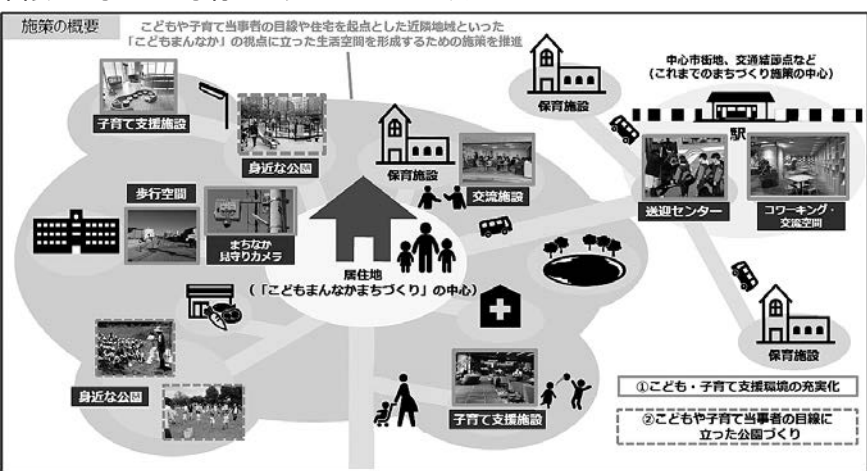 施策の概要
こどもや子育て当事者の目線や住宅を起点とした近隣地域といった
「こどもまんなか」の視点に立った生活空間を形成するための施策を推進
中心市街地、交通結節点など
(これまでのまちづくり施策の中心)
保育施設
駅
子育て支援施設
身近な公園
保育施設
交流施設
送迎センター
コワーキング・
交流空間
歩行空間
まちなか
見守りカメラ
居住地
(「こどもまんなかまちづくり」の中心)
保育施設
身近な公園
子育て支援施設
①こども・子育て支援環境の充実化
②こどもや子育て当事者の目線に
立った公園づくり